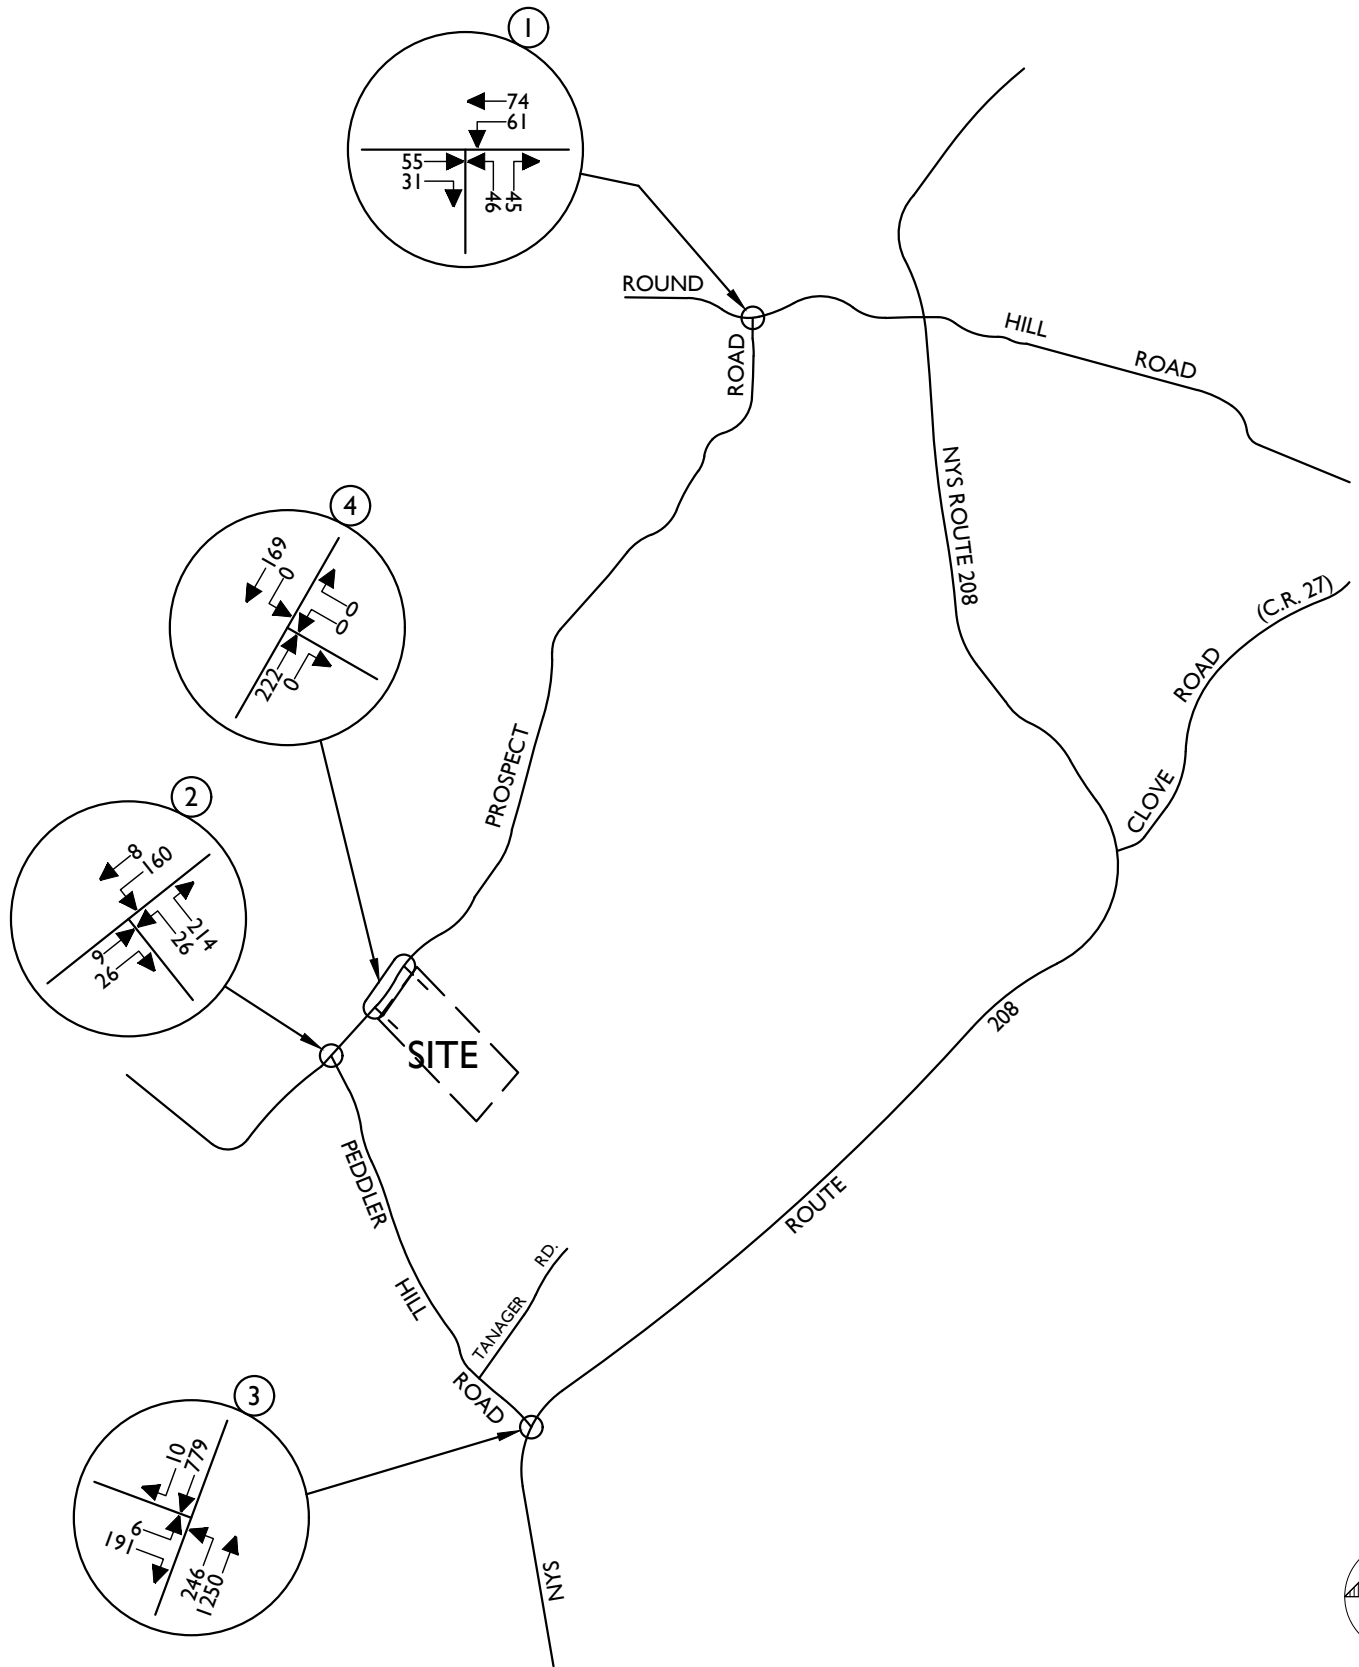 1
74
61
55
31
46
45
ROUND
HILL
ROAD
ROAD
4
169
0
0
0
222
0
NYS ROUTE 208
(C.R. 27)
ROAD
CLOVE
PROSPECT
2
8
160
214
26
9
26
SITE
208
ROUTE
PEDDLER
HILL
ROAD
TANAGER
RD.
3
10
779
6
191
246
1250
NYS